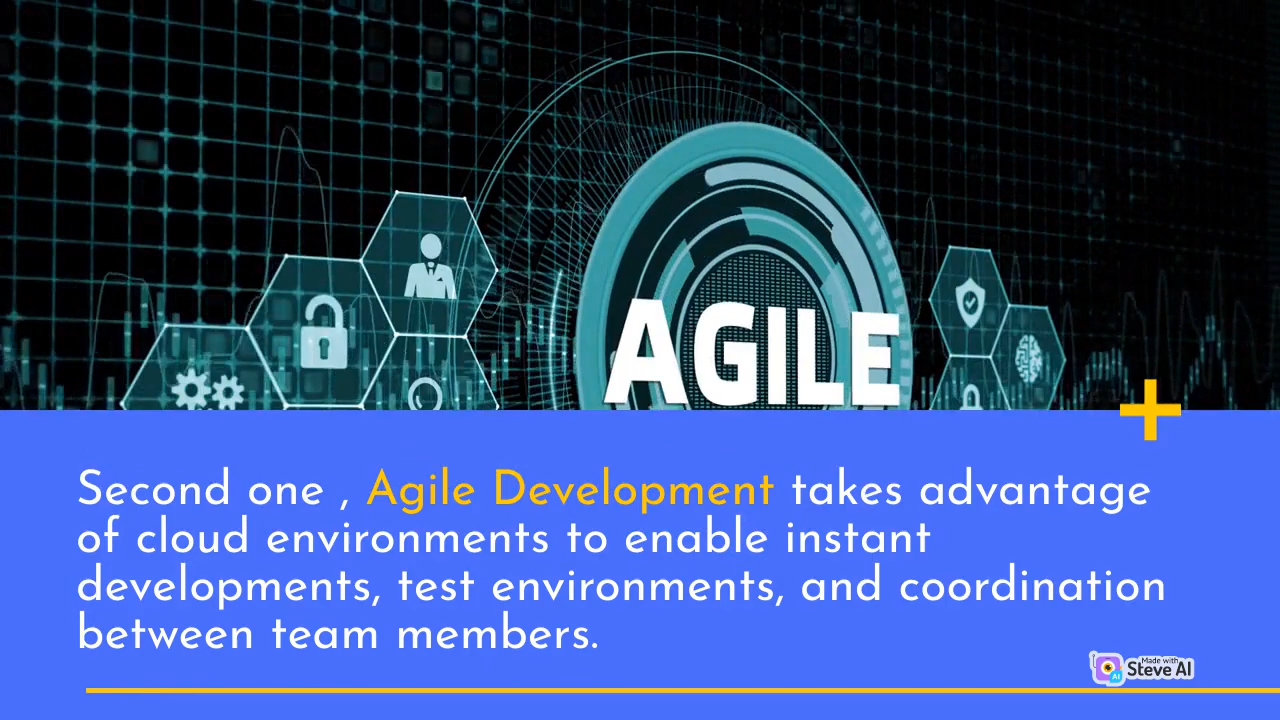 AGILE
Second one , Agile Development takes advantage
of cloud environments to enable instant
developments, test environments, and coordination
between team members.
Made with
Steve AI
AI